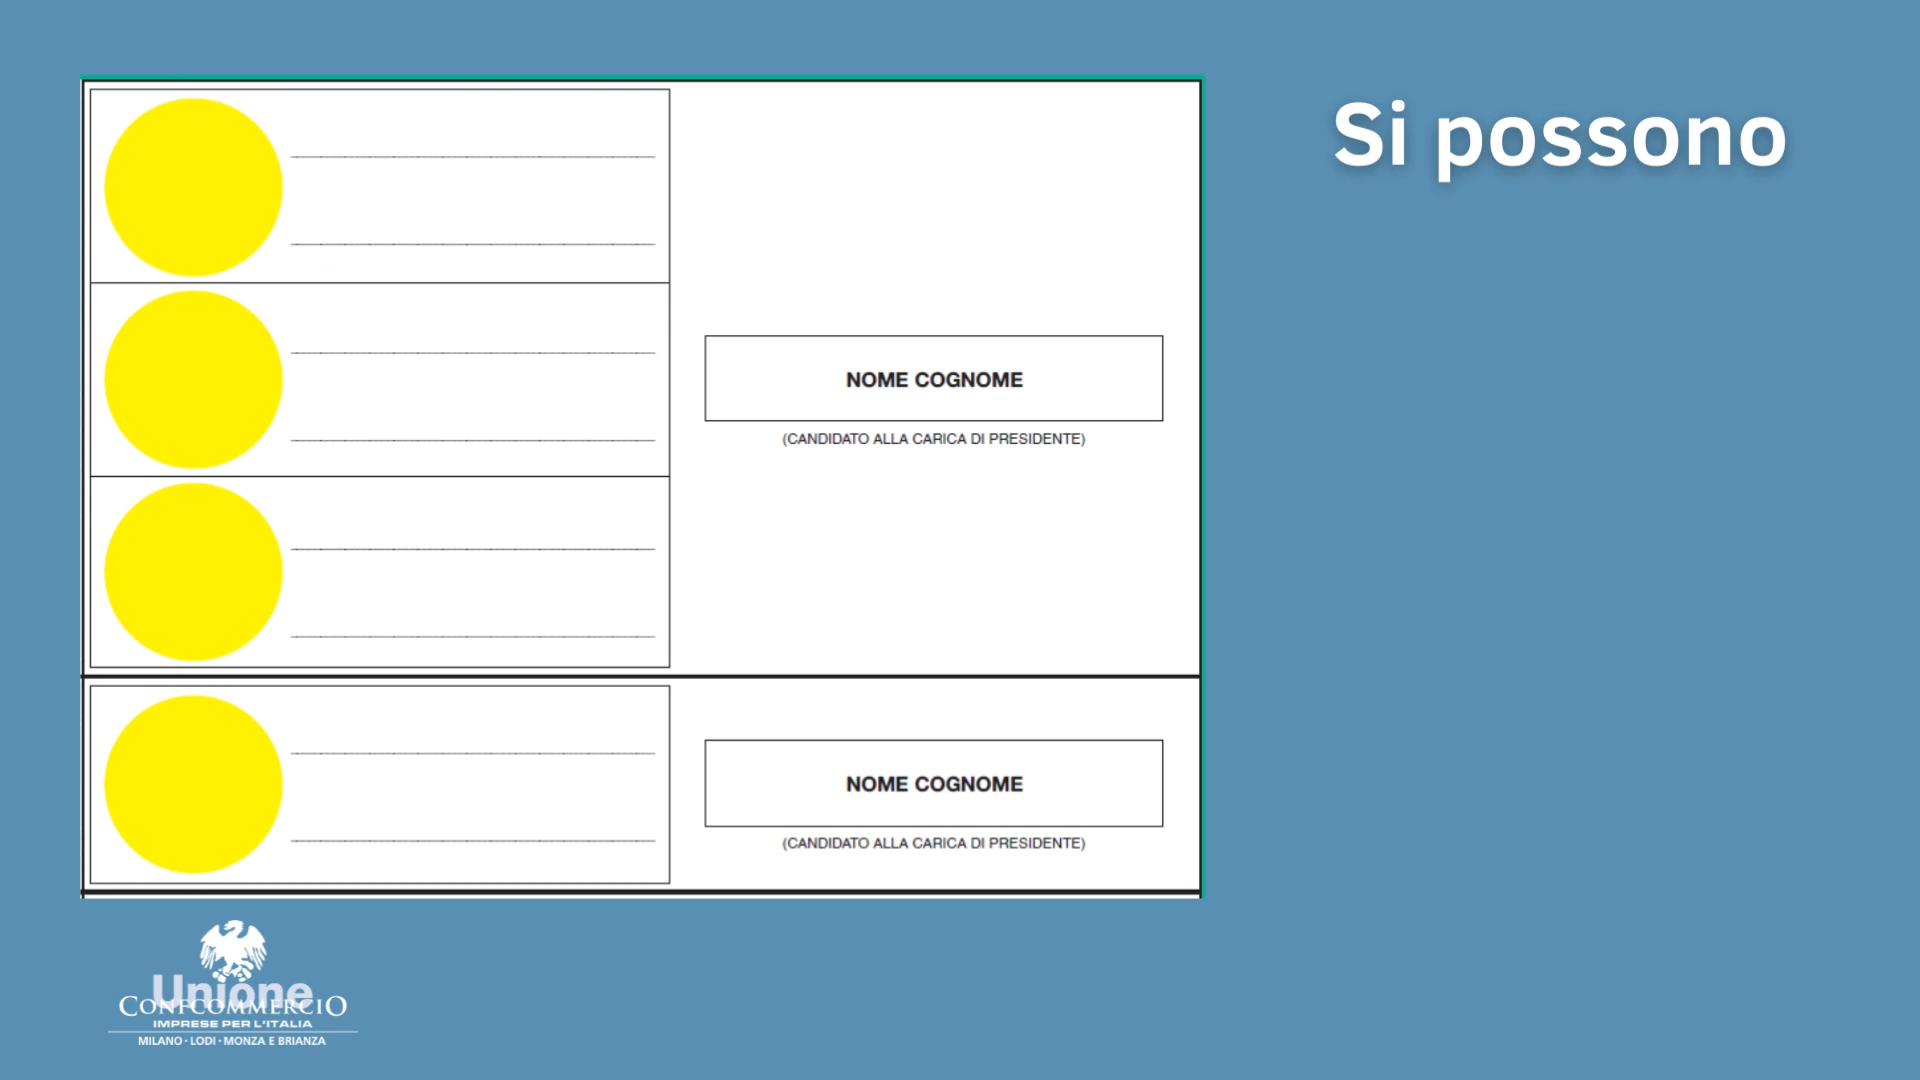 Si possono
NOME COGNOME
(CANDIDATO ALLA CARICA DI PRESIDENTE)
NOME COGNOME
(CANDIDATO ALLA CARICA DI PRESIDENTE)
Unione
CONFCOMMERCIO
IMPRESE PER L'ITALIA
MILANO · LODI · MONZA E BRIANZA